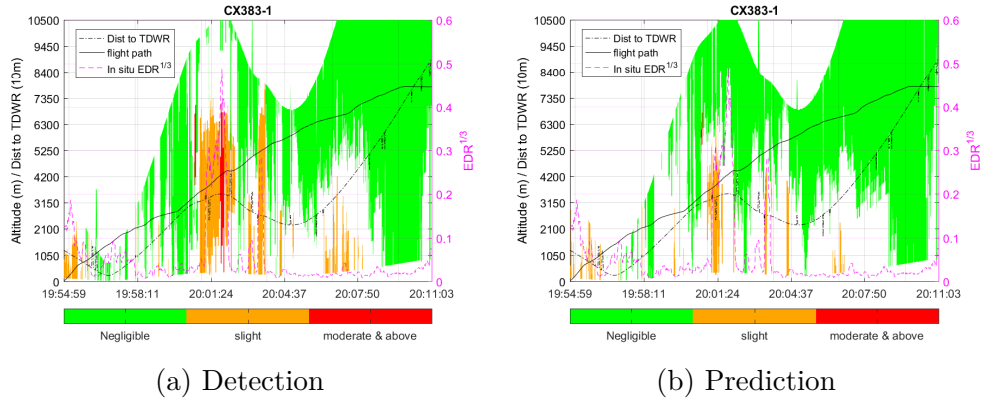 CX383-1
Altitude (m) / Dist to TDWR (10m)
10500
9450
8400
7350
6300
5250
4200
3150
2100
1050
0
Dist to TDWR
flight path
In situ EDR1/3
0.6
0.5
0.4
0.3
0.2
0.1
0
EDR1/3
19:54:59 19:58:11 20:01:24 20:04:37 20:07:50 20:11:03
Negligible slight moderate & above
(a) Detection
CX383-1
Altitude (m) / Dist to TDWR (10m)
10500
9450
8400
7350
6300
5250
4200
3150
2100
1050
0
Dist to TDWR
flight path
In situ EDR1/3
0.6
0.5
0.4
0.3
0.2
0.1
0
EDR1/3
19:54:59 19:58:11 20:01:24 20:04:37 20:07:50 20:11:03
Negligible slight moderate & above
(b) Prediction